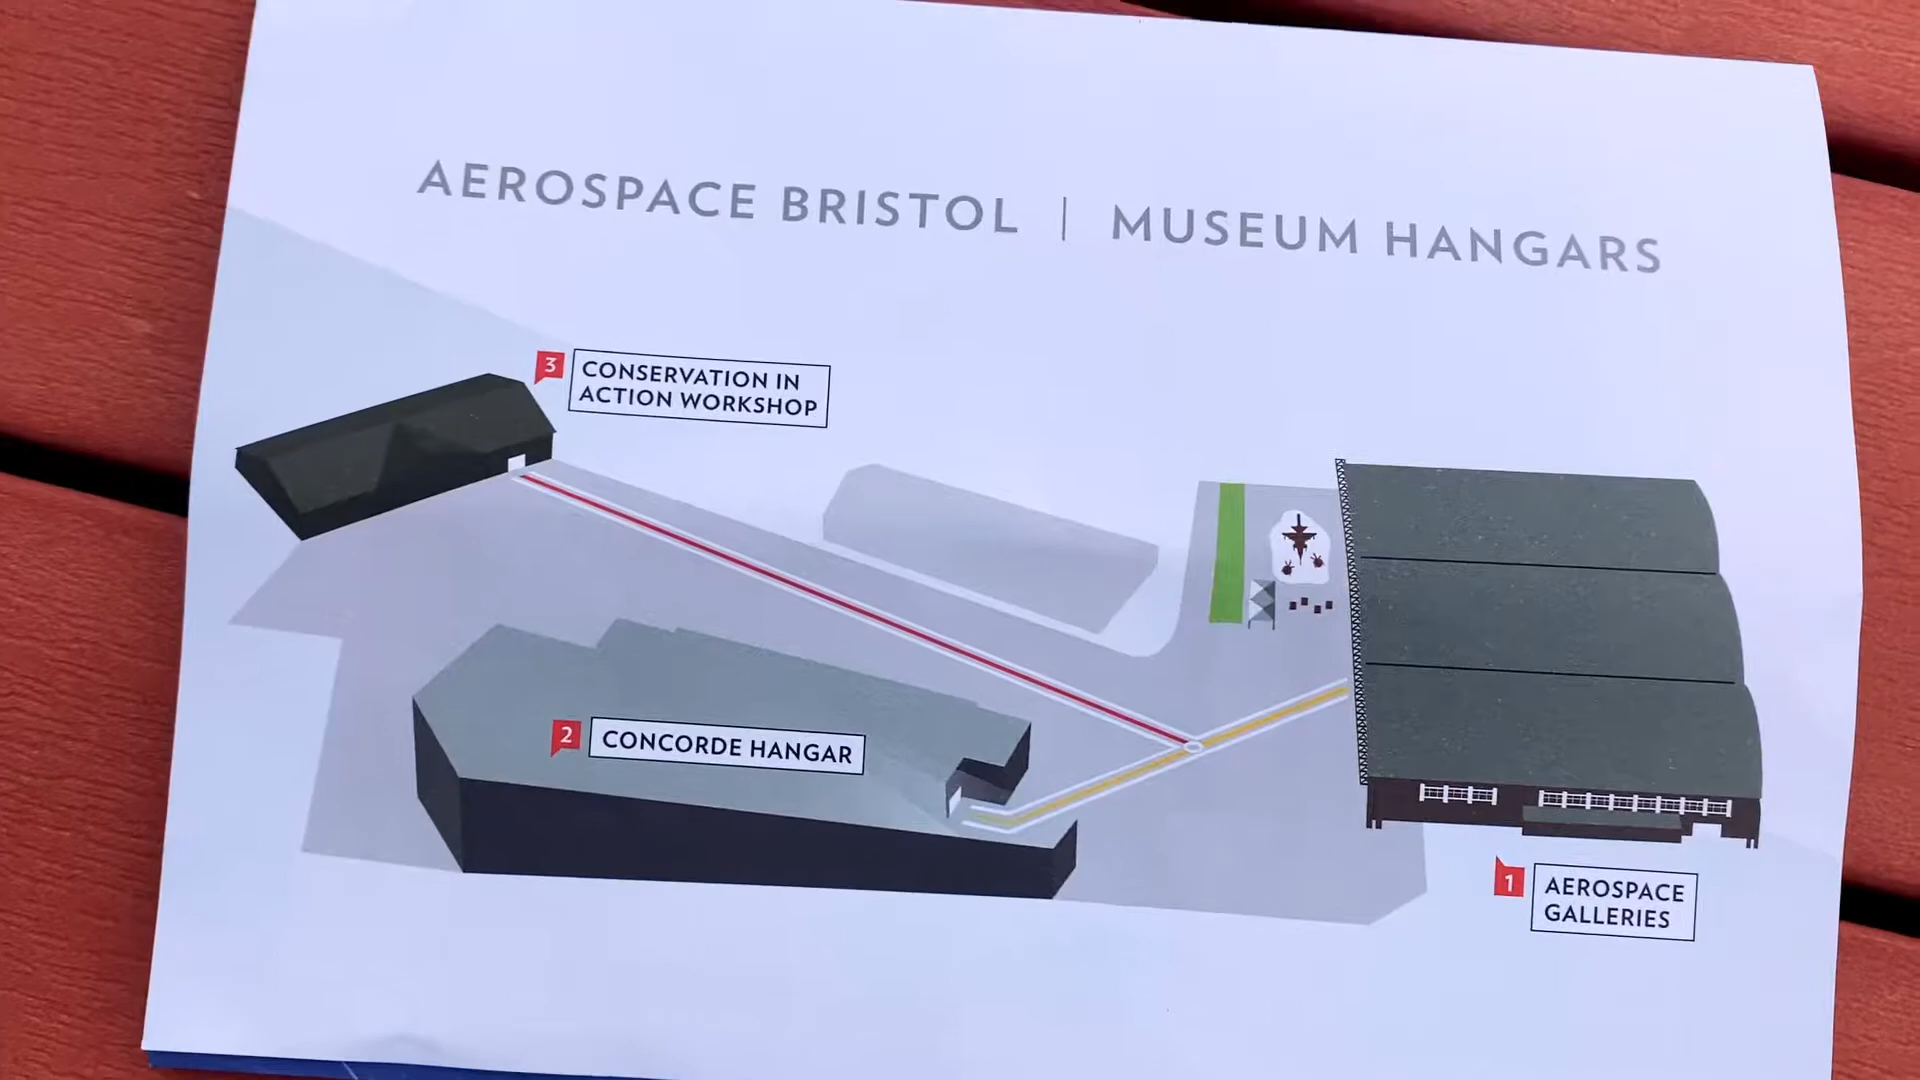 AEROSPACE BRISTOL | MUSEUM HANGARS
3
CONSERVATION IN
ACTION WORKSHOP
2
CONCORDE HANGAR
1
AEROSPACE
GALLERIES